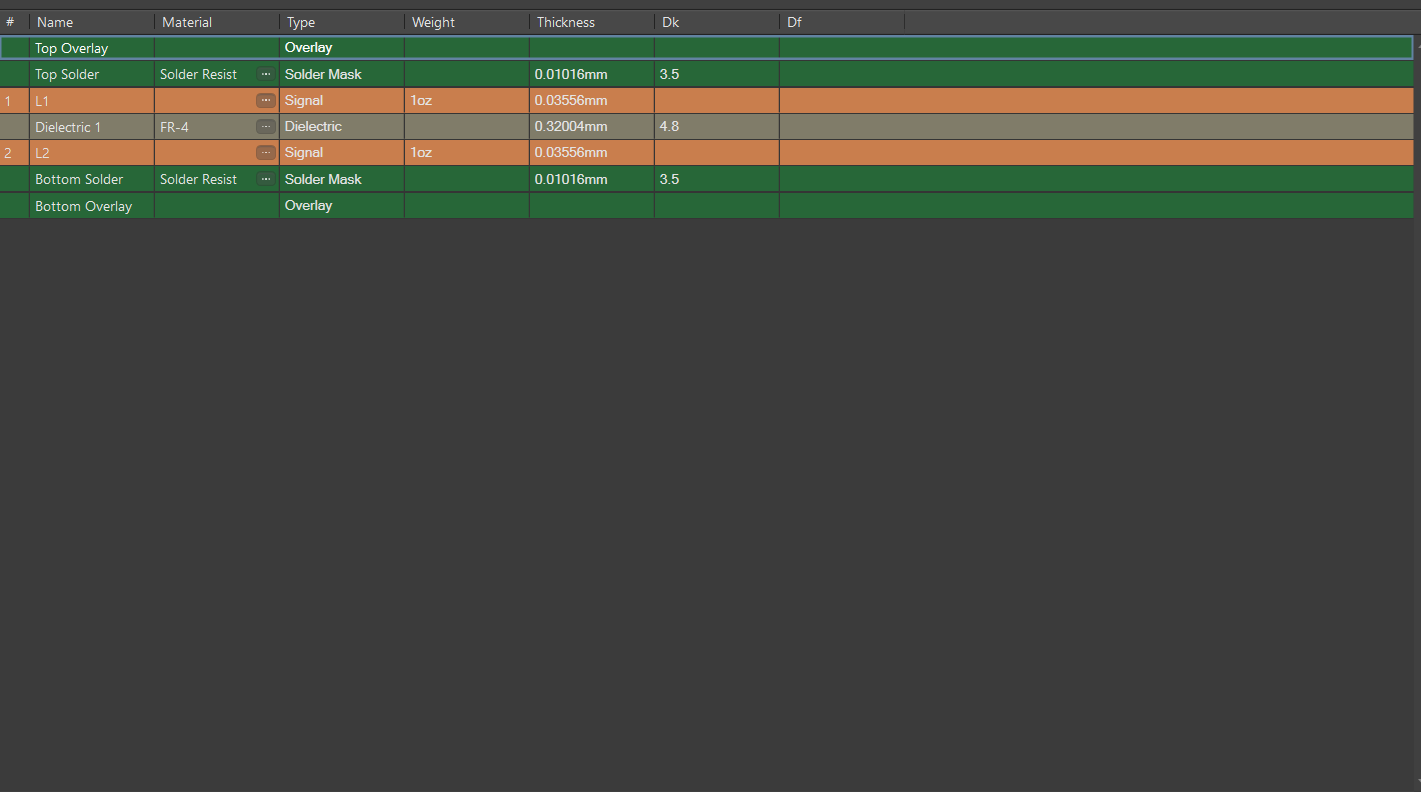 # Name Material Type Weight Thickness Dk Df
Top Overlay Overlay
Top Solder Solder Resist ... Solder Mask 0.01016mm 3.5
1 L1 ... Signal 1oz 0.03556mm
Dielectric 1 FR-4 ... Dielectric 0.32004mm 4.8
2 L2 ... Signal 1oz 0.03556mm
Bottom Solder Solder Resist ... Solder Mask 0.01016mm 3.5
Bottom Overlay Overlay